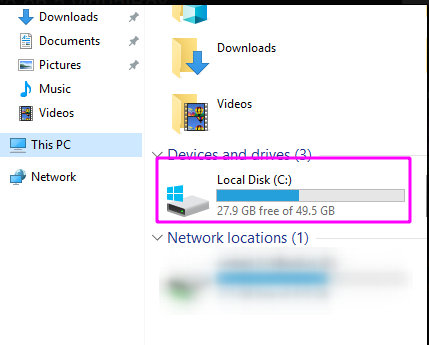 Downloads
Documents
Pictures
Music
Videos
This PC
Network
Downloads
Videos
Devices and drives (3)
Local Disk (C:)
27.9 GB free of 49.5 GB
Network locations (1)